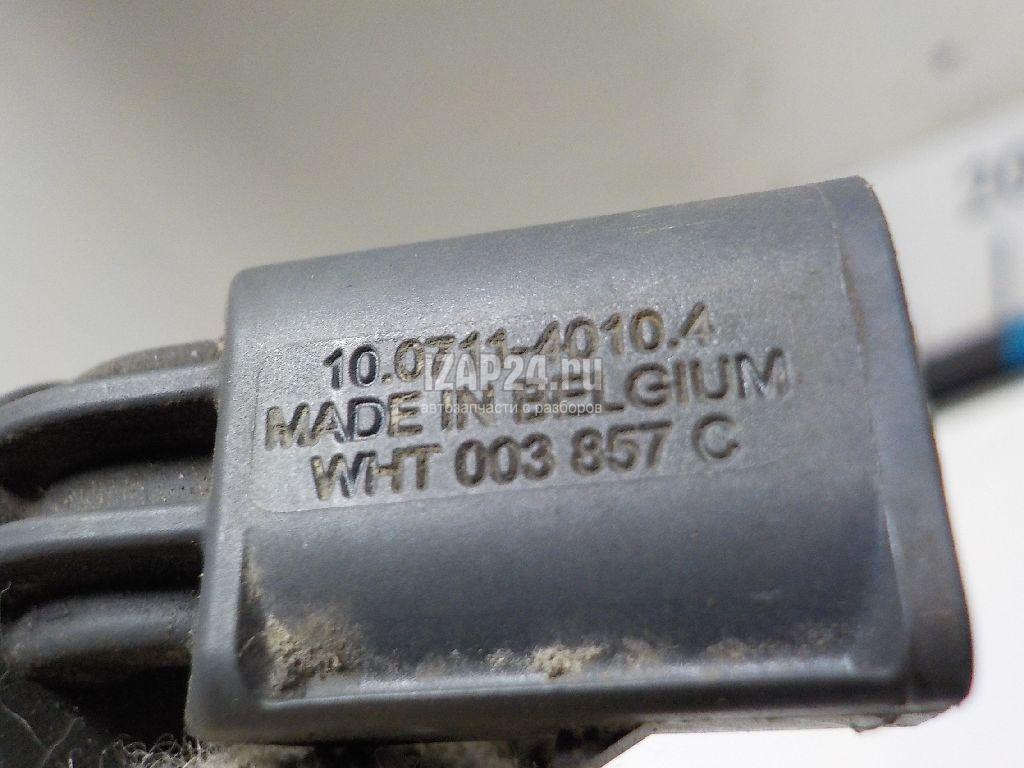 10.0711-4010.4
IZAP24.ru
MADE IN BELGIUM
автозапчасти с разборов
WHT 003 857 C